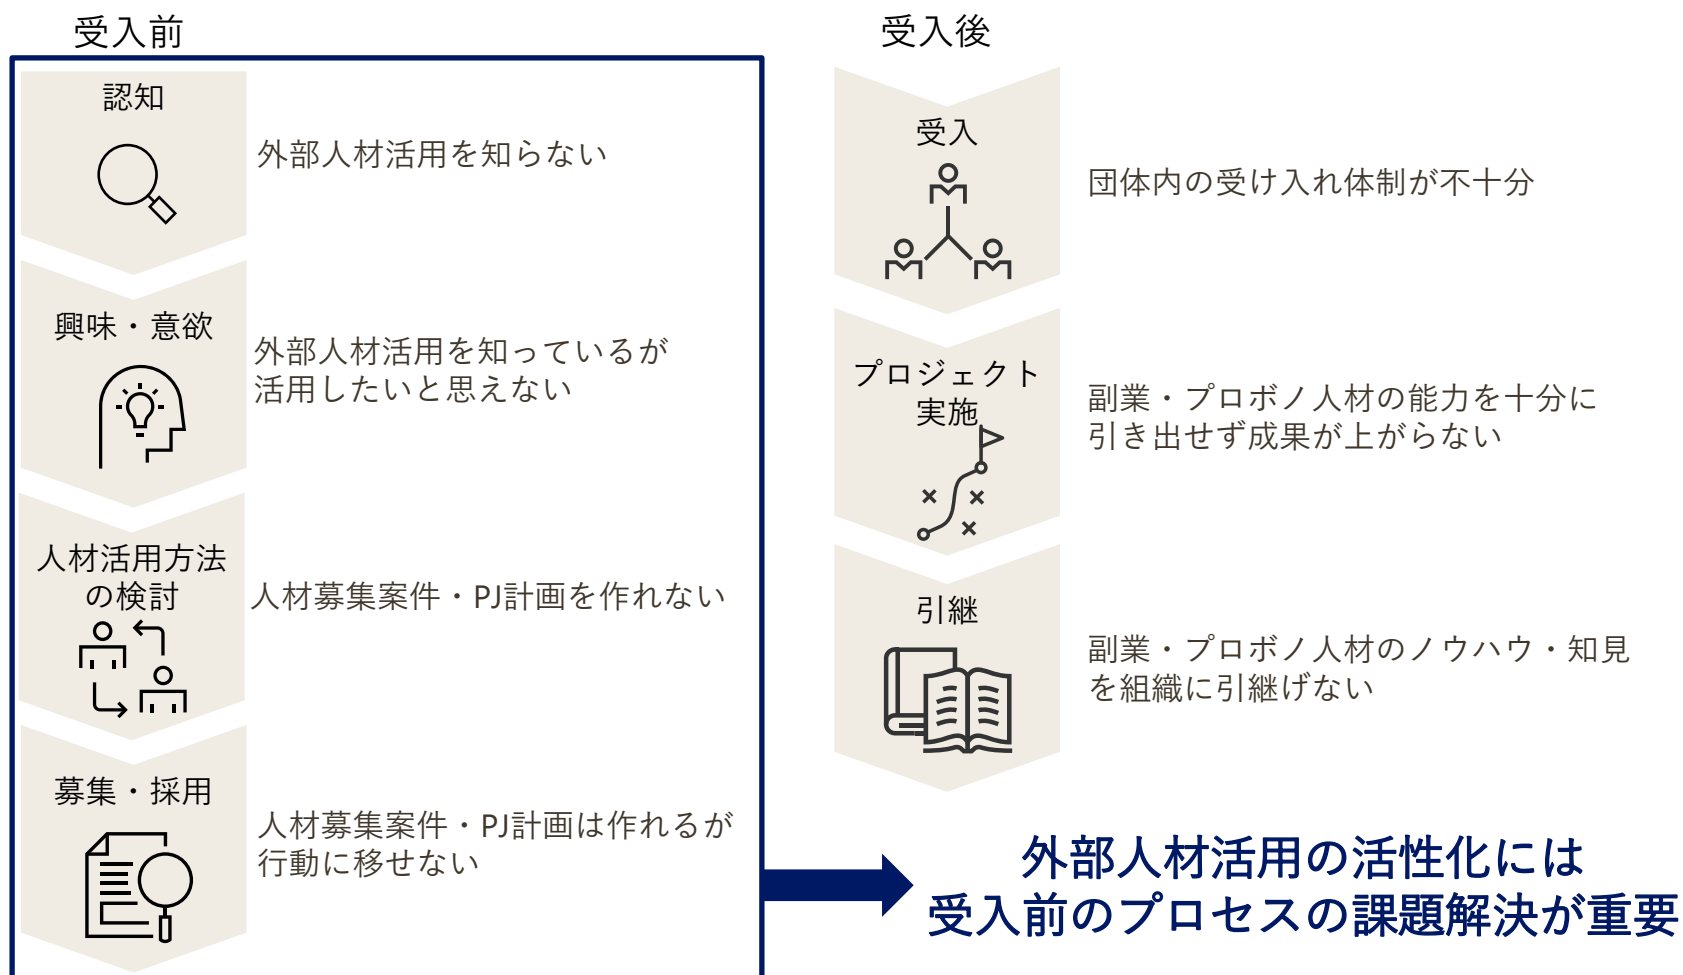 受入前
認知
外部人材活用を知らない
興味・意欲
外部人材活用を知っているが
活用したいと思えない
人材活用方法
の検討
人材募集案件・PJ計画を作れない
募集・採用
人材募集案件・PJ計画は作れるが
行動に移せない
受入後
受入
団体内の受け入れ体制が不十分
プロジェクト
実施
副業・プロボノ人材の能力を十分に
引き出せず成果が上がらない
引継
副業・プロボノ人材のノウハウ・知見
を組織に引継げない
外部人材活用の活性化には
受入前のプロセスの課題解決が重要